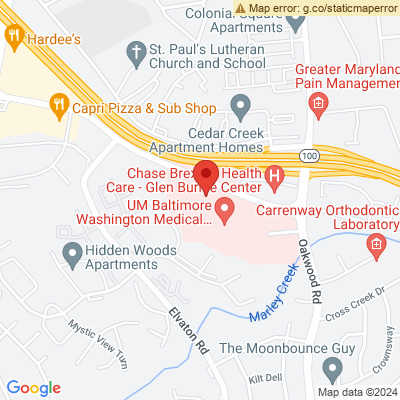 Map error: g.co/staticmaperror
Hardee's
Colonial Square
Apartments
St. Paul's Lutheran
Church and School
Greater Maryland
Pain Management
Capri Pizza & Sub Shop
Cedar Creek
Apartment Homes
100
Chase Brex Health
Care - Glen Burnie Center
UM Baltimore
Washington Medical...
Carrenway Orthodontic
Laboratory
Oakwood Rd
Hidden Woods
Apartments
Marley Creek
Elvaton Rd
Cross Creek Dr
Mystic View Turn
Crownsway
The Moonbounce Guy
Kilt Dell
Google
Map data ©2024